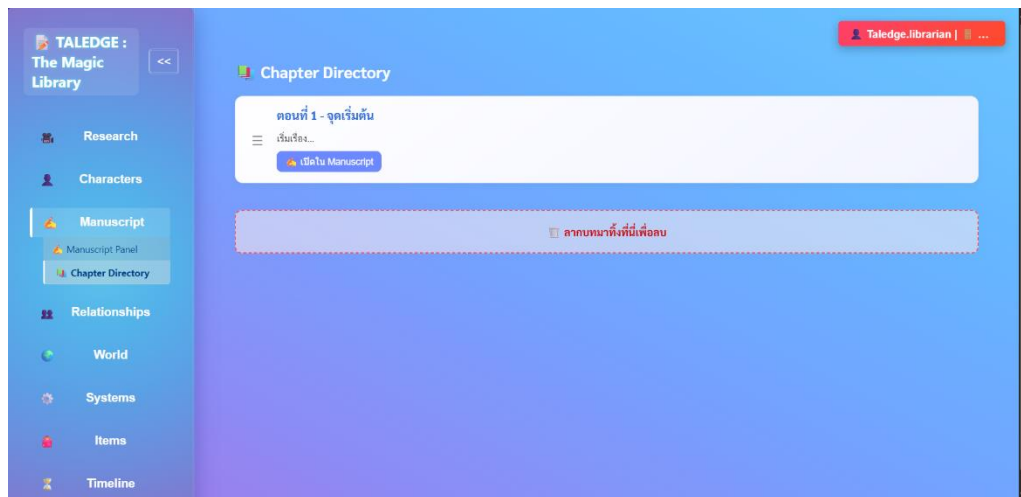 TALEDGE :
The Magic
Library
<<
Research
Characters
Manuscript
Manuscript Panel
Chapter Directory
Relationships
World
Systems
Items
Timeline
Taledge.librarian | ...
Chapter Directory
ตอนที่ 1 - จุดเริ่มต้น
เริ่มเรื่อง...
เปิดใน Manuscript
ลากบทมาทิ้งที่นี่เพื่อลบ